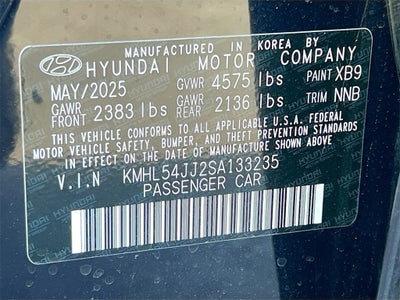 MANUFACTURED IN KOREA BY
HYUNDAI MOTOR COMPANY
MAY/2025 GVWR 4575 lbs PAINT XB9
GAWR FRONT 2383 lbs GAWR REAR 2136 lbs TRIM NNB
THIS VEHICLE CONFORMS TO ALL APPLICABLE FEDERAL
MOTOR VEHICLE SAFETY,
BUMPER, AND THEFT PREVENTION STANDARDS IN EFFECT ON
THE DATE OF MANUFACTURE SHOWN ABOVE.
V.I.N KMHL54JJ2SA133235
PASSENGER CAR